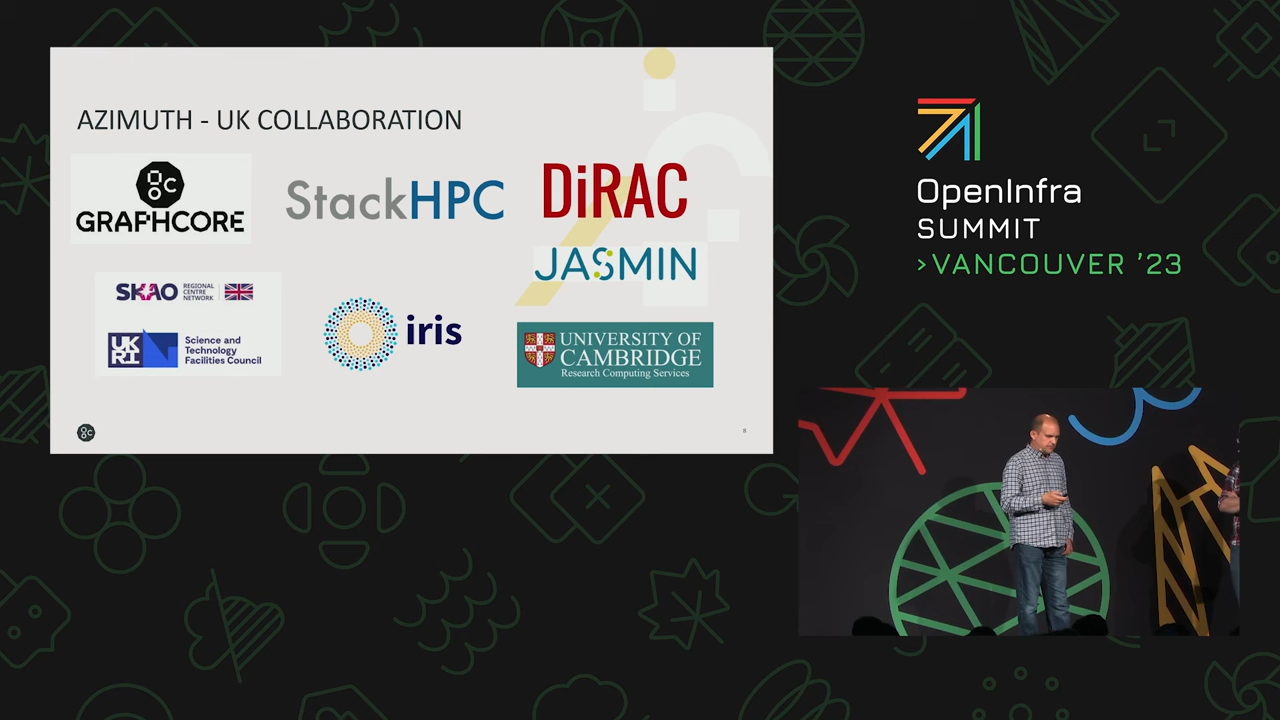 AZIMUTH - UK COLLABORATION
GRAPHCORE
StackHPC
DiRAC
JASMIN
SKAO REGIONAL
CENTRE
NETWORK
UK
RI
Science and
Technology
Facilities Council
iris
UNIVERSITY OF
CAMBRIDGE
Research Computing Services
8
OpenInfra
SUMMIT
>VANCOUVER ’23